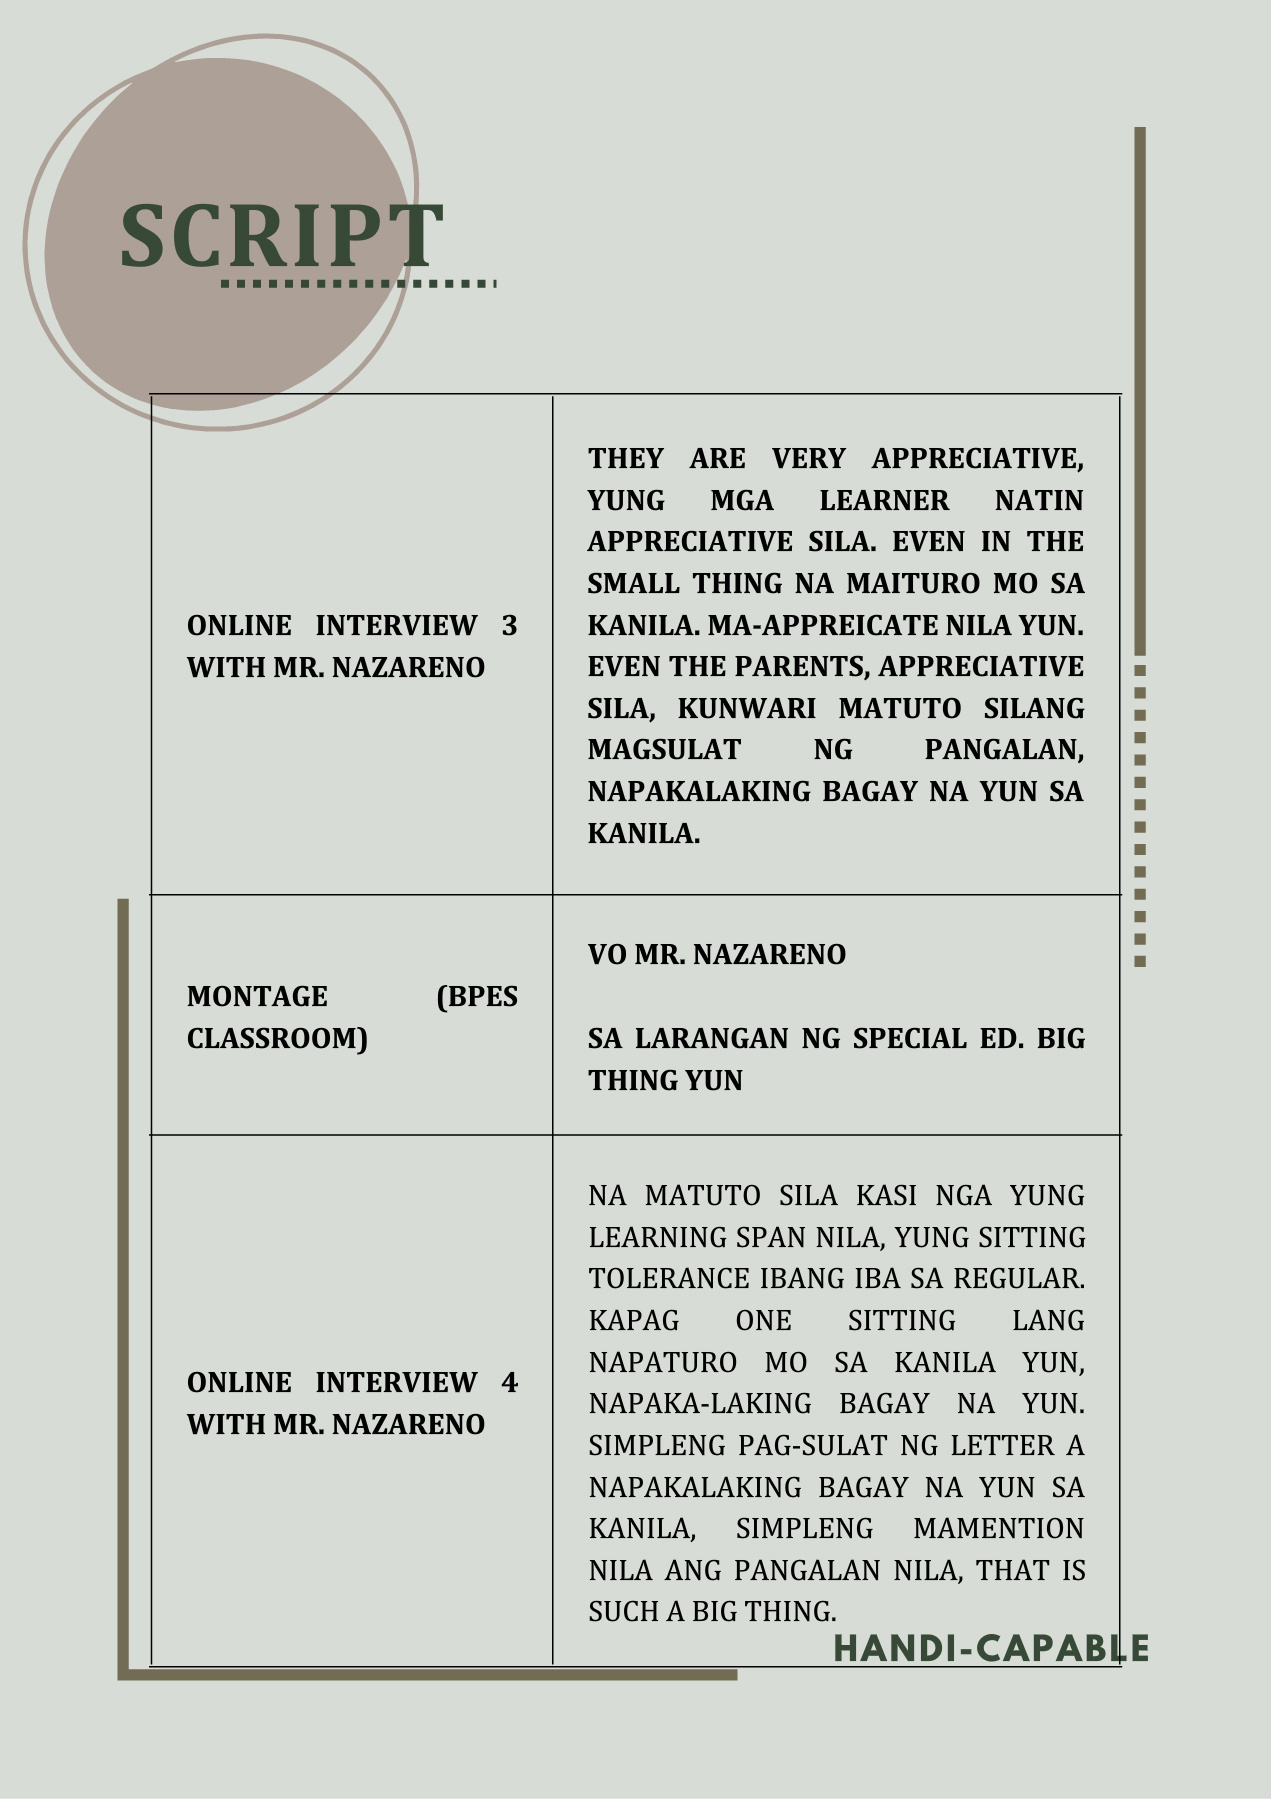 SCRIPT
ONLINE INTERVIEW 3
WITH MR. NAZARENO
THEY ARE VERY APPRECIATIVE,
YUNG MGA LEARNER NATIN
APPRECIATIVE SILA. EVEN IN THE
SMALL THING NA MAITURO MO SA
KANILA. MA-APPREICATE NILA YUN.
EVEN THE PARENTS, APPRECIATIVE
SILA, KUNWARI MATUTO SILANG
MAGSULAT NG PANGALAN,
NAPAKALAKING BAGAY NA YUN SA
KANILA.
MONTAGE (BPES
CLASSROOM)
VO MR. NAZARENO
SA LARANGAN NG SPECIAL ED. BIG
THING YUN
ONLINE INTERVIEW 4
WITH MR. NAZARENO
NA MATUTO SILA KASI NGA YUNG
LEARNING SPAN NILA, YUNG SITTING
TOLERANCE IBANG IBA SA REGULAR.
KAPAG ONE SITTING LANG
NAPATURO MO SA KANILA YUN,
NAPAKA-LAKING BAGAY NA YUN.
SIMPLENG PAG-SULAT NG LETTER A
NAPAKALAKING BAGAY NA YUN SA
KANILA, SIMPLENG MAMENTION
NILA ANG PANGALAN NILA, THAT IS
SUCH A BIG THING.
HANDI-CAPABLE